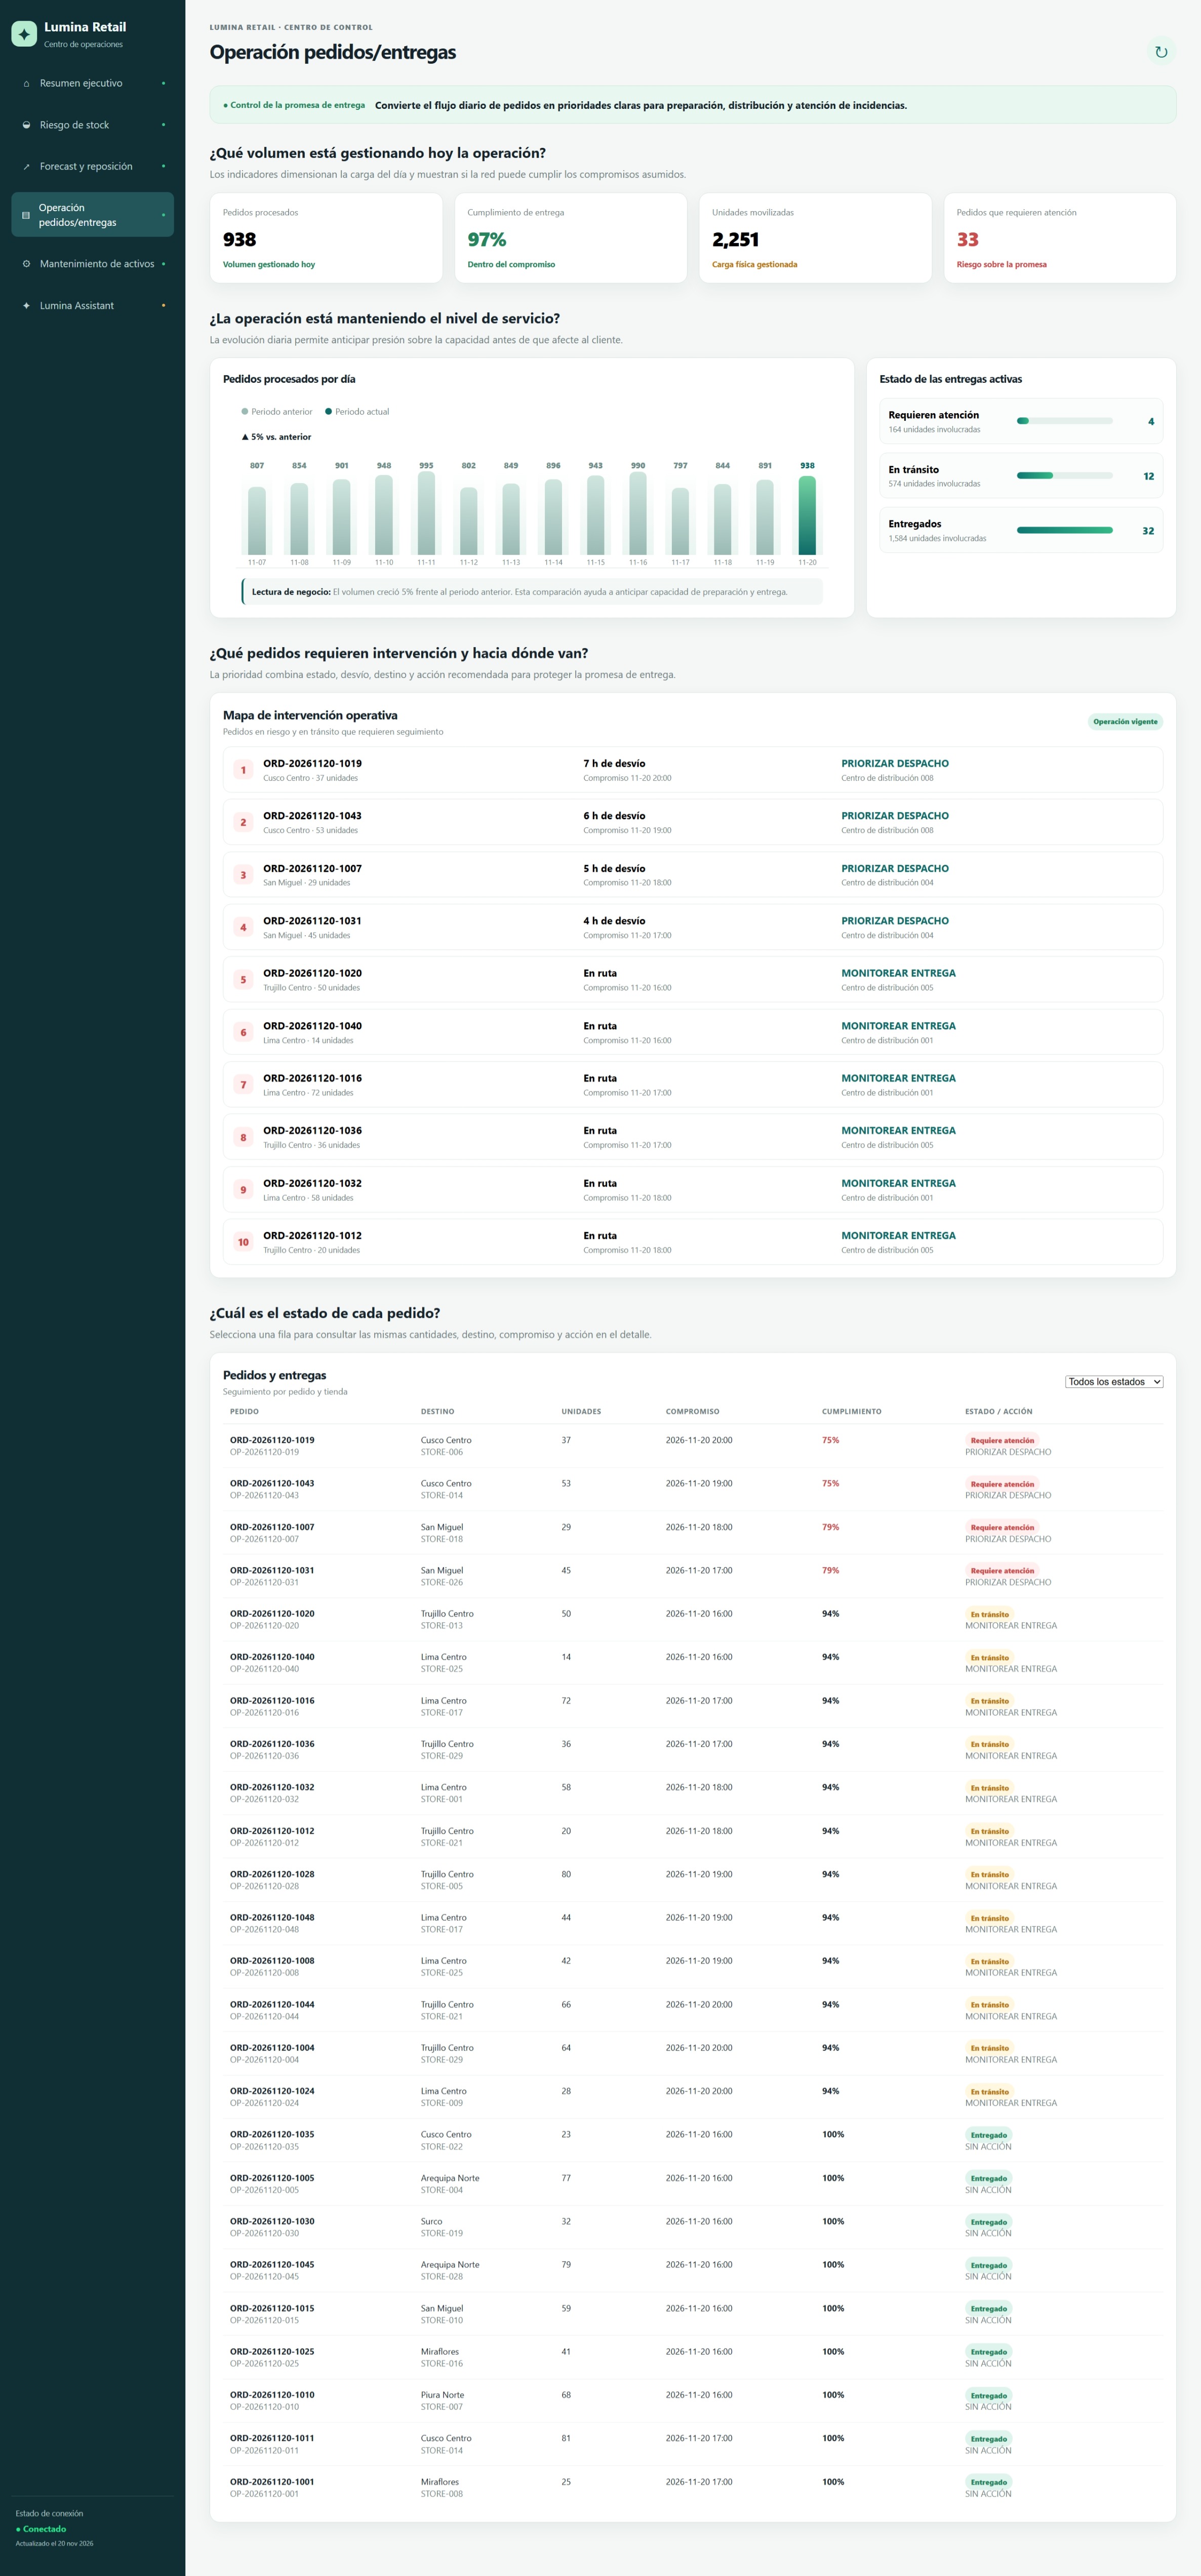 Lumina Retail
Centro de operaciones
Resumen ejecutivo
Riesgo de stock
Forecast y reposición
Operación
pedidos/entregas
Mantenimiento de activos
Lumina Assistant
Estado de conexión
● Conectado
Actualizado el 20 nov 2026
LUMINA RETAIL · CENTRO DE CONTROL
Operación pedidos/entregas
● Control de la promesa de entrega Convierte el flujo diario de pedidos en prioridades claras para preparación, distribución y atención de incidencias.
¿Qué volumen está gestionando hoy la operación?
Los indicadores dimensionan la carga del día y muestran si la red puede cumplir los compromisos asumidos.
Pedidos procesados
938
Volumen gestionado hoy
Cumplimiento de entrega
97%
Dentro del compromiso
Unidades movilizadas
2,251
Carga física gestionada
Pedidos que requieren atención
33
Riesgo sobre la promesa
¿La operación está manteniendo el nivel de servicio?
La evolución diaria permite anticipar presión sobre la capacidad antes de que afecte al cliente.
Pedidos procesados por día
Periodo anterior Periodo actual
▲ 5% vs. anterior
807 854 901 948 995 802 849 896 943 990 797 844 891 938
11-07 11-08 11-09 11-10 11-11 11-12 11-13 11-14 11-15 11-16 11-17 11-18 11-19 11-20
Lectura de negocio: El volumen creció 5% frente al periodo anterior. Esta comparación ayuda a anticipar capacidad de preparación y entrega.
Estado de las entregas activas
Requieren atención
164 unidades involucradas
4
En tránsito
574 unidades involucradas
12
Entregados
1,584 unidades involucradas
32
¿Qué pedidos requieren intervención y hacia dónde van?
La prioridad combina estado, desvío, destino y acción recomendada para proteger la promesa de entrega.
Mapa de intervención operativa
Pedidos en riesgo y en tránsito que requieren seguimiento
Operación vigente
1 ORD-20261120-1019 7 h de desvío PRIORIZAR DESPACHO
Cusco Centro · 37 unidades Compromiso 11-20 20:00 Centro de distribución 008
2 ORD-20261120-1043 6 h de desvío PRIORIZAR DESPACHO
Cusco Centro · 53 unidades Compromiso 11-20 19:00 Centro de distribución 008
3 ORD-20261120-1007 5 h de desvío PRIORIZAR DESPACHO
San Miguel · 29 unidades Compromiso 11-20 18:00 Centro de distribución 004
4 ORD-20261120-1031 4 h de desvío PRIORIZAR DESPACHO
San Miguel · 45 unidades Compromiso 11-20 17:00 Centro de distribución 004
5 ORD-20261120-1020 En ruta MONITOREAR ENTREGA
Trujillo Centro · 50 unidades Compromiso 11-20 16:00 Centro de distribución 005
6 ORD-20261120-1040 En ruta MONITOREAR ENTREGA
Lima Centro · 14 unidades Compromiso 11-20 16:00 Centro de distribución 001
7 ORD-20261120-1016 En ruta MONITOREAR ENTREGA
Lima Centro · 72 unidades Compromiso 11-20 17:00 Centro de distribución 001
8 ORD-20261120-1036 En ruta MONITOREAR ENTREGA
Trujillo Centro · 36 unidades Compromiso 11-20 17:00 Centro de distribución 005
9 ORD-20261120-1032 En ruta MONITOREAR ENTREGA
Lima Centro · 58 unidades Compromiso 11-20 18:00 Centro de distribución 001
10 ORD-20261120-1012 En ruta MONITOREAR ENTREGA
Trujillo Centro · 20 unidades Compromiso 11-20 18:00 Centro de distribución 005
¿Cuál es el estado de cada pedido?
Selecciona una fila para consultar las mismas cantidades, destino, compromiso y acción en el detalle.
Pedidos y entregas
Seguimiento por pedido y tienda
Todos los estados
PEDIDO DESTINO UNIDADES COMPROMISO CUMPLIMIENTO ESTADO / ACCIÓN
ORD-20261120-1019 Cusco Centro 37 2026-11-20 20:00 75% Requiere atención
OP-20261120-019 STORE-006 PRIORIZAR DESPACHO
ORD-20261120-1043 Cusco Centro 53 2026-11-20 19:00 75% Requiere atención
OP-20261120-043 STORE-014 PRIORIZAR DESPACHO
ORD-20261120-1007 San Miguel 29 2026-11-20 18:00 79% Requiere atención
OP-20261120-007 STORE-018 PRIORIZAR DESPACHO
ORD-20261120-1031 San Miguel 45 2026-11-20 17:00 79% Requiere atención
OP-20261120-031 STORE-026 PRIORIZAR DESPACHO
ORD-20261120-1020 Trujillo Centro 50 2026-11-20 16:00 94% En tránsito
OP-20261120-020 STORE-013 MONITOREAR ENTREGA
ORD-20261120-1040 Lima Centro 14 2026-11-20 16:00 94% En tránsito
OP-20261120-040 STORE-025 MONITOREAR ENTREGA
ORD-20261120-1016 Lima Centro 72 2026-11-20 17:00 94% En tránsito
OP-20261120-016 STORE-017 MONITOREAR ENTREGA
ORD-20261120-1036 Trujillo Centro 36 2026-11-20 17:00 94% En tránsito
OP-20261120-036 STORE-029 MONITOREAR ENTREGA
ORD-20261120-1032 Lima Centro 58 2026-11-20 18:00 94% En tránsito
OP-20261120-032 STORE-001 MONITOREAR ENTREGA
ORD-20261120-1012 Trujillo Centro 20 2026-11-20 18:00 94% En tránsito
OP-20261120-012 STORE-021 MONITOREAR ENTREGA
ORD-20261120-1028 Trujillo Centro 80 2026-11-20 19:00 94% En tránsito
OP-20261120-028 STORE-005 MONITOREAR ENTREGA
ORD-20261120-1048 Lima Centro 44 2026-11-20 19:00 94% En tránsito
OP-20261120-048 STORE-017 MONITOREAR ENTREGA
ORD-20261120-1008 Lima Centro 42 2026-11-20 19:00 94% En tránsito
OP-20261120-008 STORE-025 MONITOREAR ENTREGA
ORD-20261120-1044 Trujillo Centro 66 2026-11-20 20:00 94% En tránsito
OP-20261120-044 STORE-021 MONITOREAR ENTREGA
ORD-20261120-1004 Trujillo Centro 64 2026-11-20 20:00 94% En tránsito
OP-20261120-004 STORE-029 MONITOREAR ENTREGA
ORD-20261120-1024 Lima Centro 28 2026-11-20 20:00 94% En tránsito
OP-20261120-024 STORE-009 MONITOREAR ENTREGA
ORD-20261120-1035 Cusco Centro 23 2026-11-20 16:00 100% Entregado
OP-20261120-035 STORE-022 SIN ACCIÓN
ORD-20261120-1005 Arequipa Norte 77 2026-11-20 16:00 100% Entregado
OP-20261120-005 STORE-004 SIN ACCIÓN
ORD-20261120-1030 Surco 32 2026-11-20 16:00 100% Entregado
OP-20261120-030 STORE-019 SIN ACCIÓN
ORD-20261120-1045 Arequipa Norte 79 2026-11-20 16:00 100% Entregado
OP-20261120-045 STORE-028 SIN ACCIÓN
ORD-20261120-1015 San Miguel 59 2026-11-20 16:00 100% Entregado
OP-20261120-015 STORE-010 SIN ACCIÓN
ORD-20261120-1025 Miraflores 41 2026-11-20 16:00 100% Entregado
OP-20261120-025 STORE-016 SIN ACCIÓN
ORD-20261120-1010 Piura Norte 68 2026-11-20 16:00 100% Entregado
OP-20261120-010 STORE-007 SIN ACCIÓN
ORD-20261120-1011 Cusco Centro 81 2026-11-20 17:00 100% Entregado
OP-20261120-011 STORE-014 SIN ACCIÓN
ORD-20261120-1001 Miraflores 25 2026-11-20 17:00 100% Entregado
OP-20261120-001 STORE-008 SIN ACCIÓN